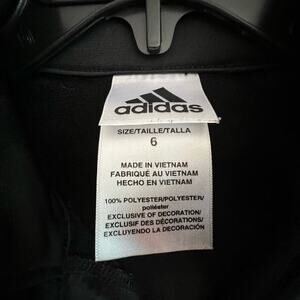 adidas
SIZE/TAILLE/TALLA
6
MADE IN VIETNAM
FABRIQUÉ AU VIETNAM
HECHO EN VIETNAM
100% POLYESTER/POLYESTER/
poliéster
EXCLUSIVE OF DECORATION/
EXCLUSIF DES DÉCORATIONS/
EXCLUYENDO LA DECORACIÓN